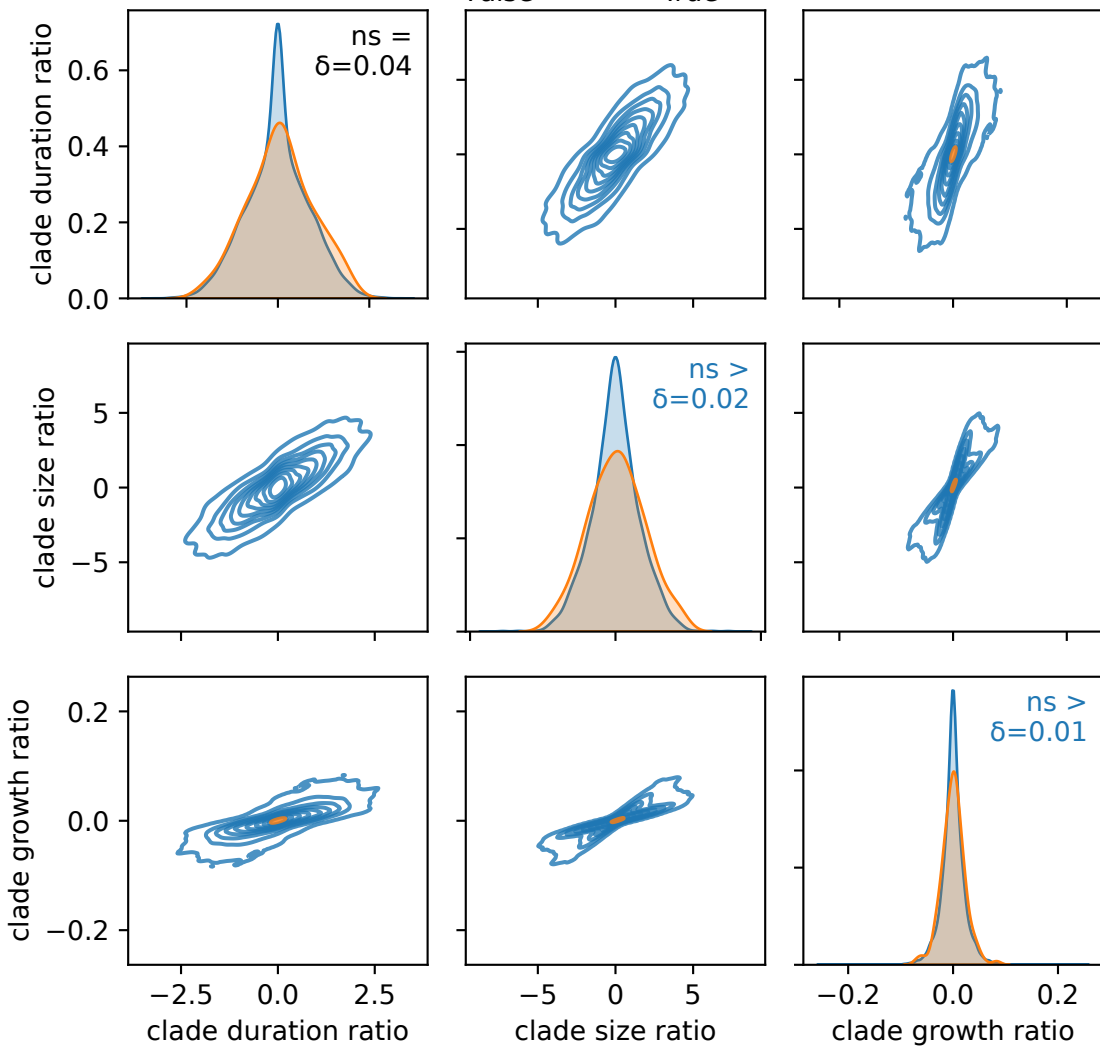 clade duration ratio
0.6
0.4
0.2
0.0
ns =
δ=0.04
clade size ratio
5
0
−5
ns >
δ=0.02
clade growth ratio
0.2
0.0
−0.2
ns >
δ=0.01
−2.5 0.0 2.5
−5 0 5
−0.2 0.0 0.2
clade duration ratio
clade size ratio
clade growth ratio